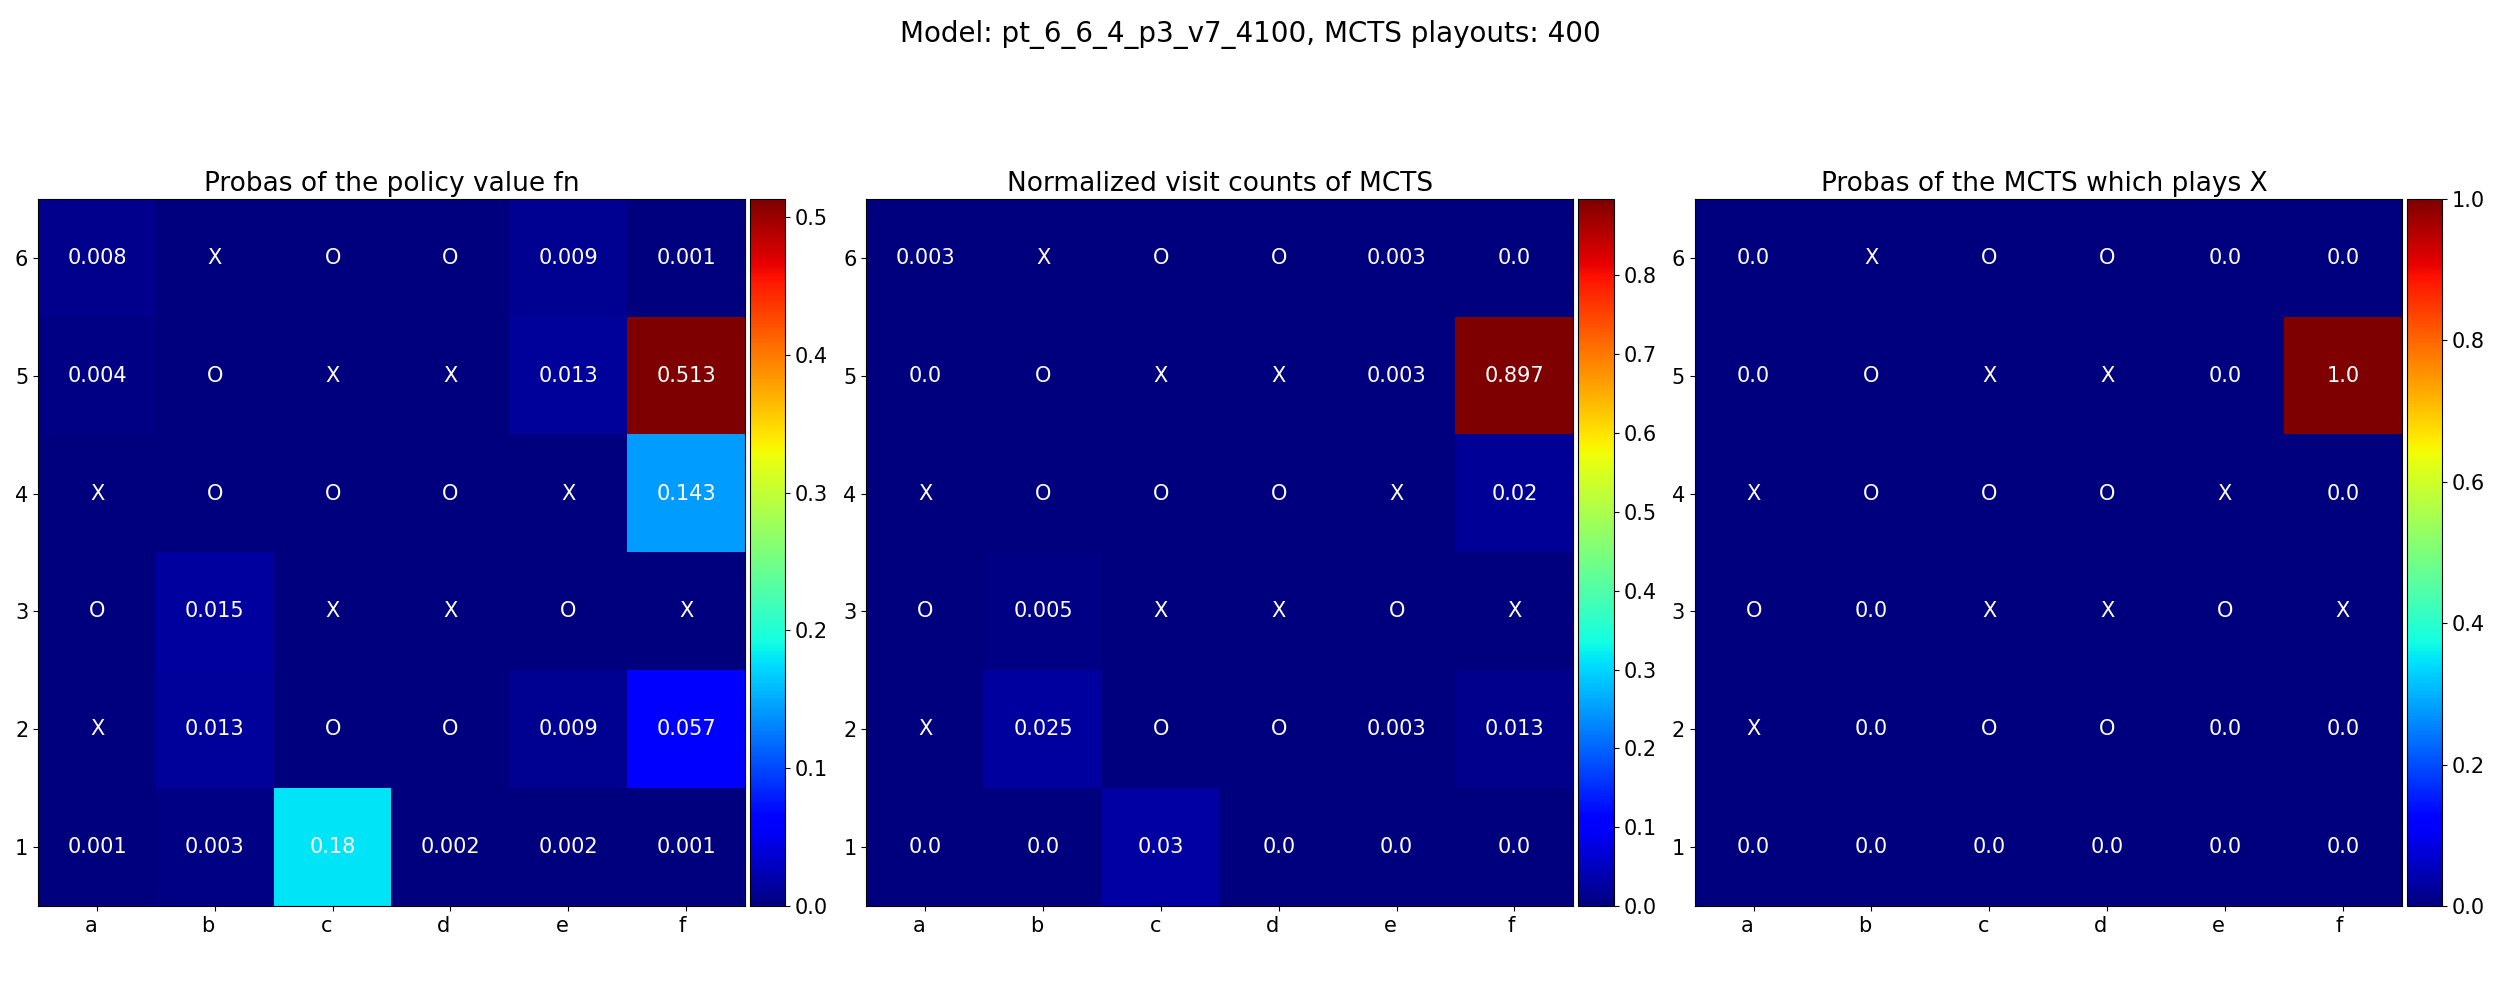 Model: pt_6_6_4_p3_v7_4100, MCTS playouts: 400
Probas of the policy value fn
6 0.008 X O O 0.009 0.001
5 0.004 O X X 0.013 0.513
4 X O O O X 0.143
3 O 0.015 X X O X
2 X 0.013 O O 0.009 0.057
1 0.001 0.003 0.18 0.002 0.002 0.001
a b c d e f
0.5
0.4
0.3
0.2
0.1
0.0
Normalized visit counts of MCTS
6 0.003 X O O 0.003 0.0
5 0.0 O X X 0.003 0.897
4 X O O O X 0.02
3 O 0.005 X X O X
2 X 0.025 O O 0.003 0.013
1 0.0 0.0 0.03 0.0 0.0 0.0
a b c d e f
0.8
0.7
0.6
0.5
0.4
0.3
0.2
0.1
0.0
Probas of the MCTS which plays X
6 0.0 X O O 0.0 0.0
5 0.0 O X X 0.0 1.0
4 X O O O X 0.0
3 O 0.0 X X O X
2 X 0.0 O O 0.0 0.0
1 0.0 0.0 0.0 0.0 0.0 0.0
a b c d e f
1.0
0.8
0.6
0.4
0.2
0.0